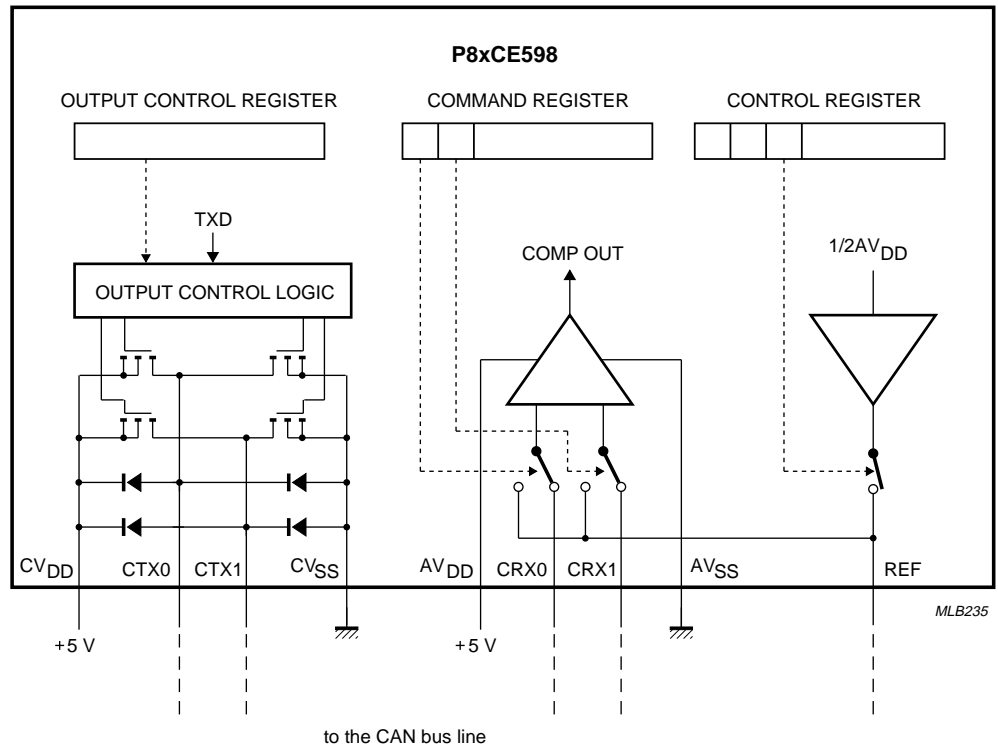 P8xCE598
OUTPUT CONTROL REGISTER
COMMAND REGISTER
CONTROL REGISTER
TXD
OUTPUT CONTROL LOGIC
COMP OUT
1/2AVDD
CVDD
CTX0
CTX1
CVSS
AVDD
CRX0
CRX1
AVSS
REF
MLB235
+5 V
+5 V
to the CAN bus line